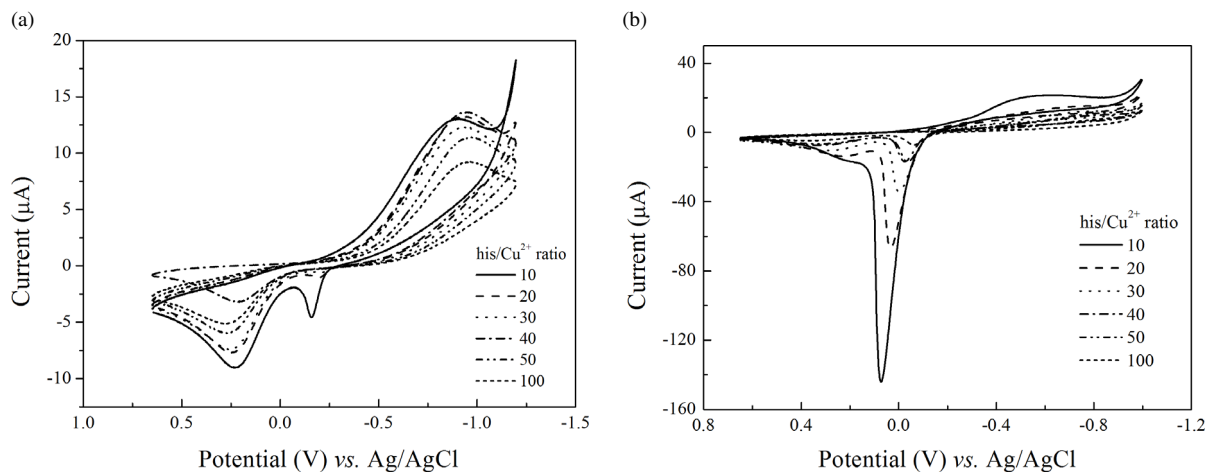 (a)
20
15
10
5
0
-5
-10
Current (µA)
1.0 0.5 0.0 -0.5 -1.0 -1.5
Potential (V) vs. Ag/AgCl
his/Cu²⁺ ratio
10
20
30
40
50
100
(b)
40
0
-40
-80
-120
-160
Current (µA)
0.8 0.4 0.0 -0.4 -0.8 -1.2
Potential (V) vs. Ag/AgCl
his/Cu²⁺ ratio
10
20
30
40
50
100